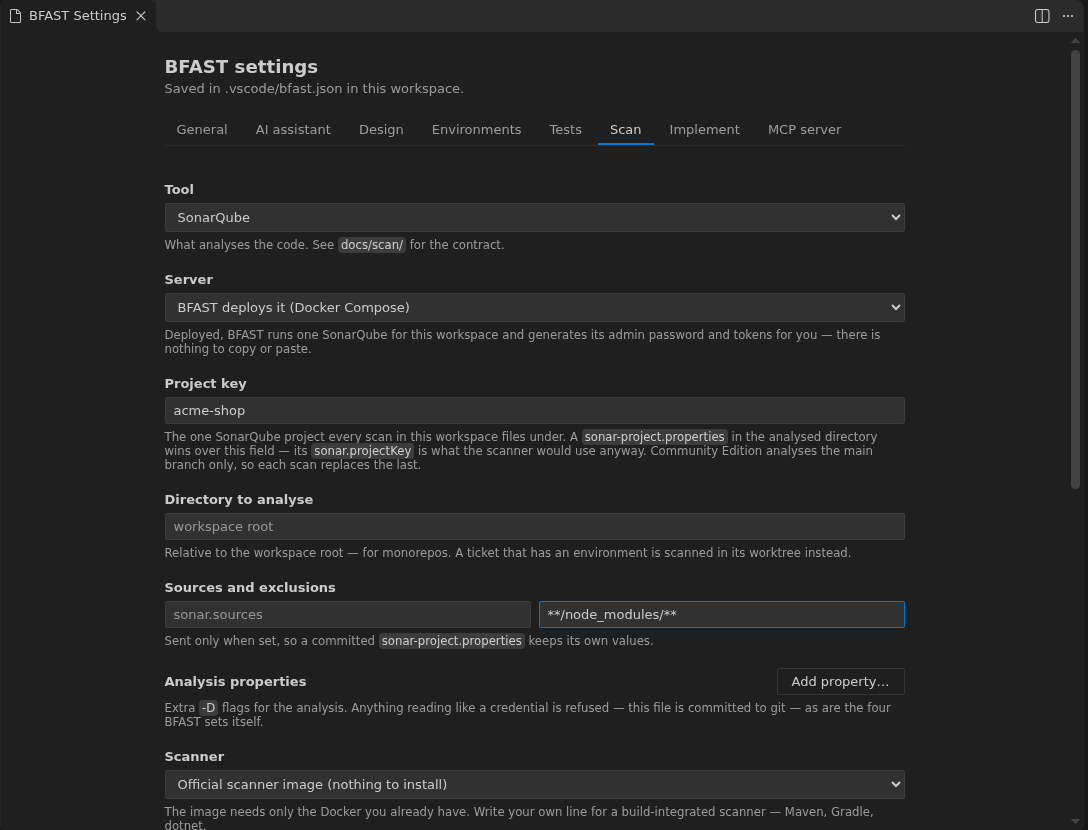 BFAST Settings
BFAST settings
Saved in .vscode/bfast.json in this workspace.
General AI assistant Design Environments Tests Scan Implement MCP server
Tool
SonarQube
What analyses the code. See docs/scan/ for the contract.
Server
BFAST deploys it (Docker Compose)
Deployed, BFAST runs one SonarQube for this workspace and generates its admin password and tokens for you — there is
nothing to copy or paste.
Project key
acme-shop
The one SonarQube project every scan in this workspace files under. A sonar-project.properties in the analysed directory
wins over this field — its sonar.projectKey is what the scanner would use anyway. Community Edition analyses the main
branch only, so each scan replaces the last.
Directory to analyse
workspace root
Relative to the workspace root — for monorepos. A ticket that has an environment is scanned in its worktree instead.
Sources and exclusions
sonar.sources **/node_modules/**
Sent only when set, so a committed sonar-project.properties keeps its own values.
Analysis properties Add property...
Extra -D flags for the analysis. Anything reading like a credential is refused — this file is committed to git — as are the four
BFAST sets itself.
Scanner
Official scanner image (nothing to install)
The image needs only the Docker you already have. Write your own line for a build-integrated scanner — Maven, Gradle,
dotnet.